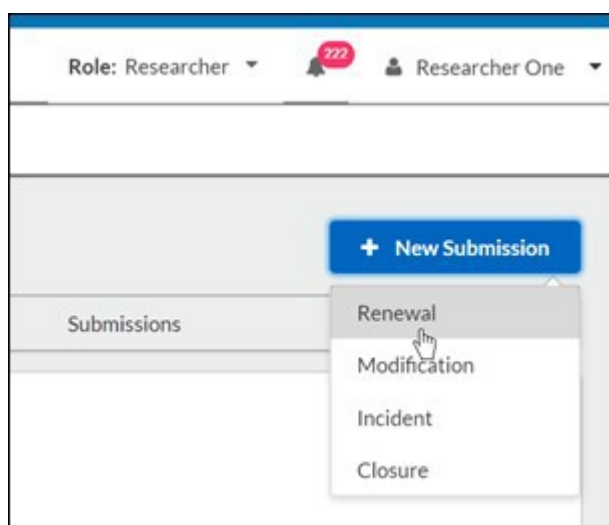 Role: Researcher 222 Researcher One
+ New Submission
Submissions
Renewal
Modification
Incident
Closure